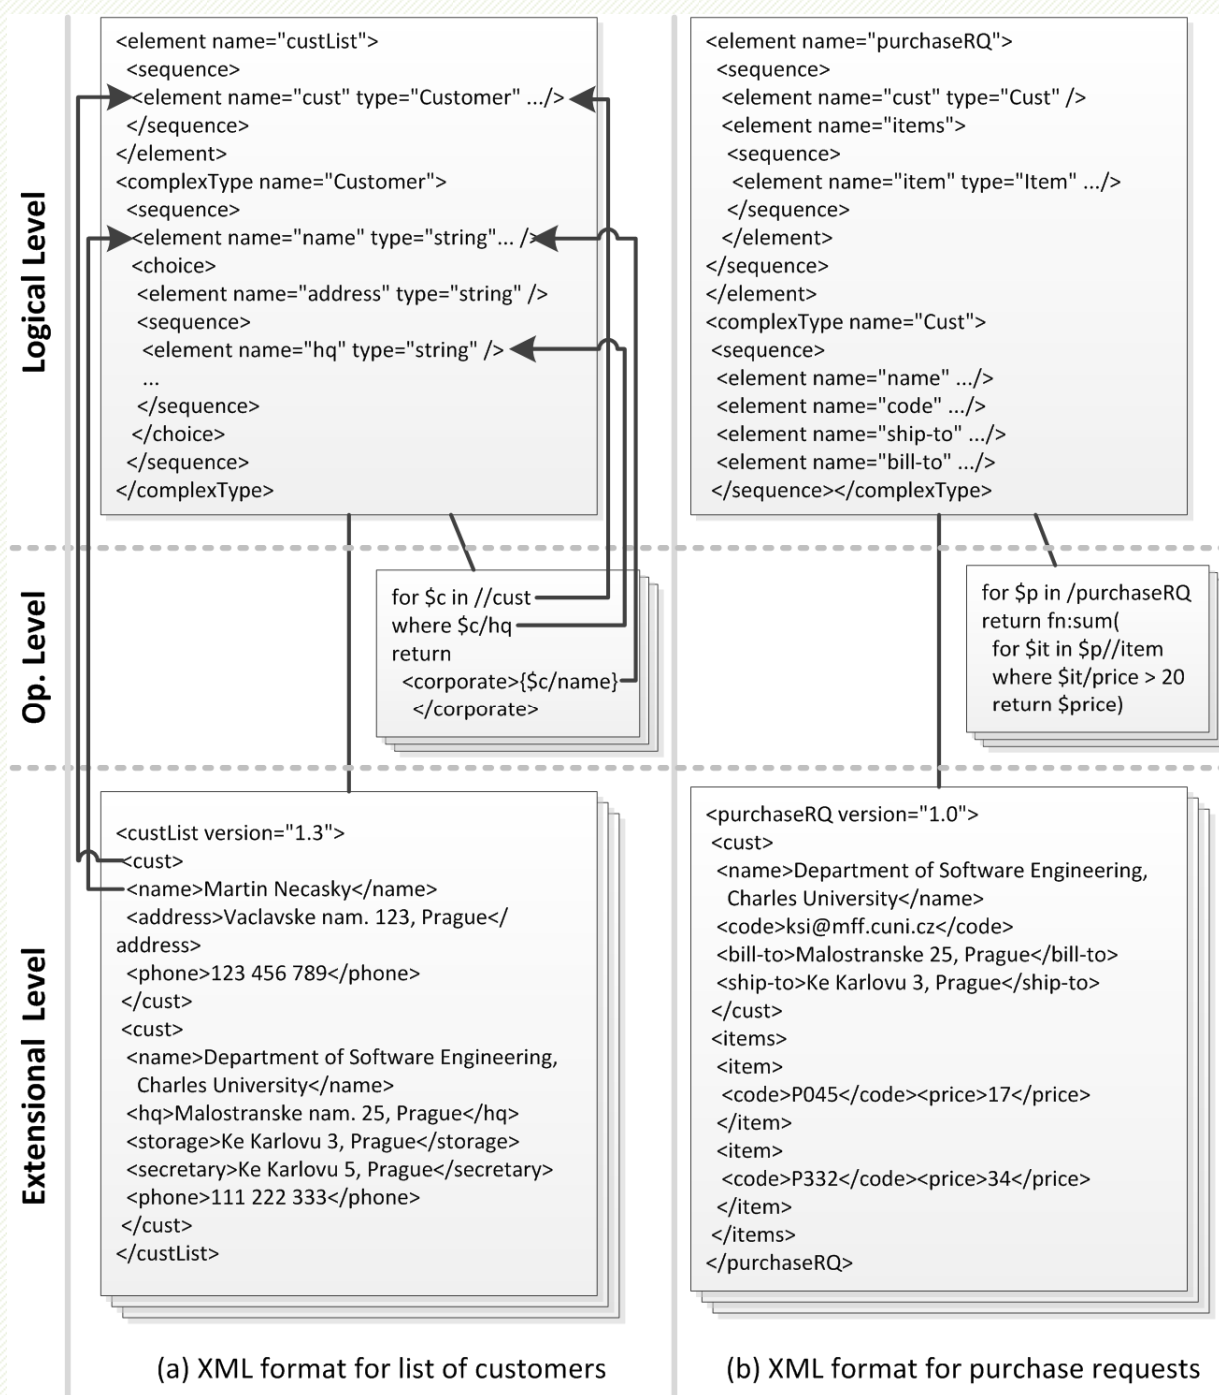 Logical Level
<element name="custList">
<sequence>
<element name="cust" type="Customer" .../>
</sequence>
</element>
<complexType name="Customer">
<sequence>
<element name="name" type="string"... />
<choice>
<element name="address" type="string" />
<sequence>
<element name="hq" type="string" />
...
</sequence>
</choice>
</sequence>
</complexType>
<element name="purchaseRQ">
<sequence>
<element name="cust" type="Cust" />
<element name="items">
<sequence>
<element name="item" type="Item" .../>
</sequence>
</element>
</sequence>
</element>
<complexType name="Cust">
<sequence>
<element name="name" .../>
<element name="code" .../>
<element name="ship-to" .../>
<element name="bill-to" .../>
</sequence></complexType>
Op. Level
for $c in //cust
where $c/hq
return
<corporate>{$c/name}
</corporate>
for $p in /purchaseRQ
return fn:sum(
for $it in $p//item
where $it/price > 20
return $price)
Extensional Level
<custList version="1.3">
<cust>
<name>Martin Necasky</name>
<address>Vaclavske nam. 123, Prague</
address>
<phone>123 456 789</phone>
</cust>
<cust>
<name>Department of Software Engineering,
Charles University</name>
<hq>Malostranske nam. 25, Prague</hq>
<storage>Ke Karlovu 3, Prague</storage>
<secretary>Ke Karlovu 5, Prague</secretary>
<phone>111 222 333</phone>
</cust>
</custList>
<purchaseRQ version="1.0">
<cust>
<name>Department of Software Engineering,
Charles University</name>
<code>ksi@mff.cuni.cz</code>
<bill-to>Malostranske 25, Prague</bill-to>
<ship-to>Ke Karlovu 3, Prague</ship-to>
</cust>
<items>
<item>
<code>P045</code><price>17</price>
</item>
<item>
<code>P332</code><price>34</price>
</item>
</items>
</purchaseRQ>
(a) XML format for list of customers
(b) XML format for purchase requests